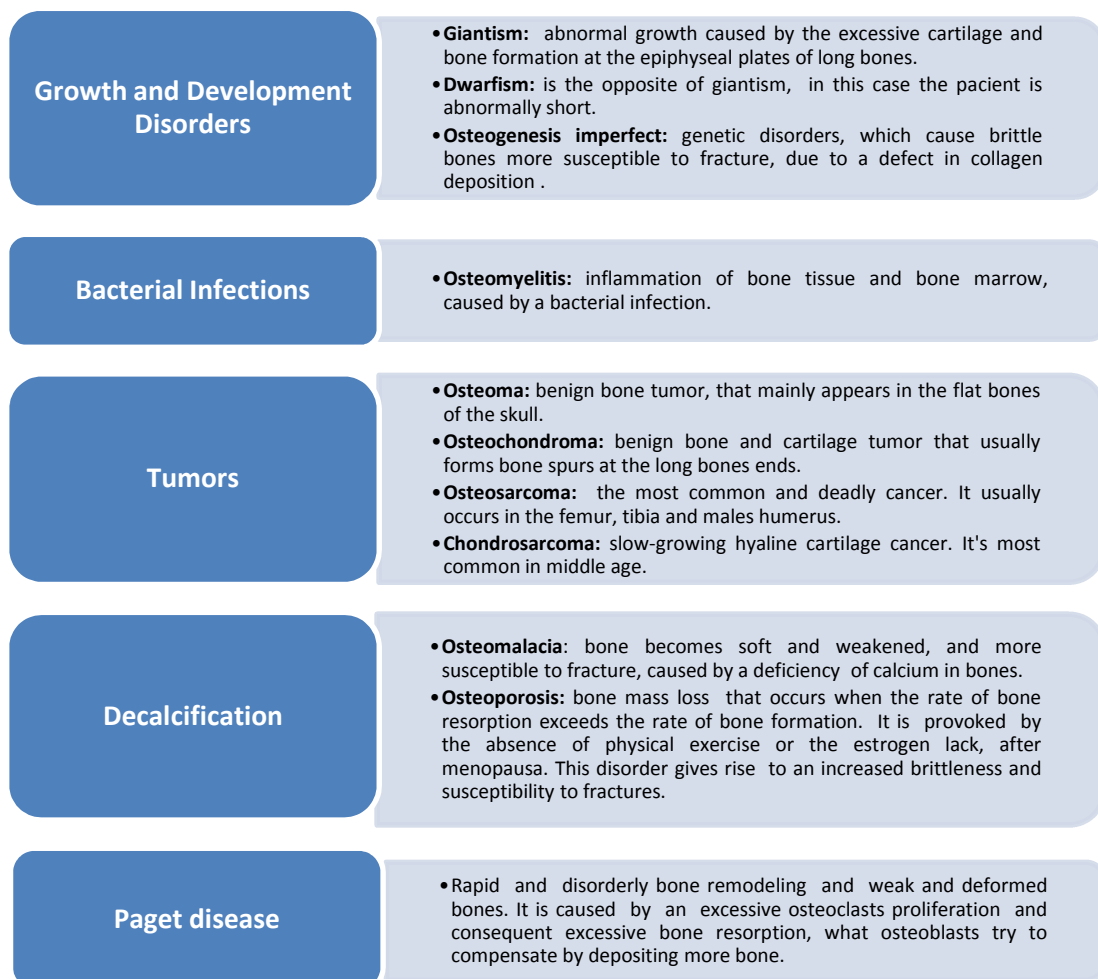 Growth and Development
Disorders
•Giantism: abnormal growth caused by the excessive cartilage and
bone formation at the epiphyseal plates of long bones.
•Dwarfism: is the opposite of giantism, in this case the pacient is
abnormally short.
•Osteogenesis imperfect: genetic disorders, which cause brittle
bones more susceptible to fracture, due to a defect in collagen
deposition .
Bacterial Infections
•Osteomyelitis: inflammation of bone tissue and bone marrow,
caused by a bacterial infection.
Tumors
•Osteoma: benign bone tumor, that mainly appears in the flat bones
of the skull.
•Osteochondroma: benign bone and cartilage tumor that usually
forms bone spurs at the long bones ends.
•Osteosarcoma: the most common and deadly cancer. It usually
occurs in the femur, tibia and males humerus.
•Chondrosarcoma: slow-growing hyaline cartilage cancer. It's most
common in middle age.
Decalcification
•Osteomalacia: bone becomes soft and weakened, and more
susceptible to fracture, caused by a deficiency of calcium in bones.
•Osteoporosis: bone mass loss that occurs when the rate of bone
resorption exceeds the rate of bone formation. It is provoked by
the absence of physical exercise or the estrogen lack, after
menopausa. This disorder gives rise to an increased brittleness and
susceptibility to fractures.
Paget disease
•Rapid and disorderly bone remodeling and weak and deformed
bones. It is caused by an excessive osteoclasts proliferation and
consequent excessive bone resorption, what osteoblasts try to
compensate by depositing more bone.